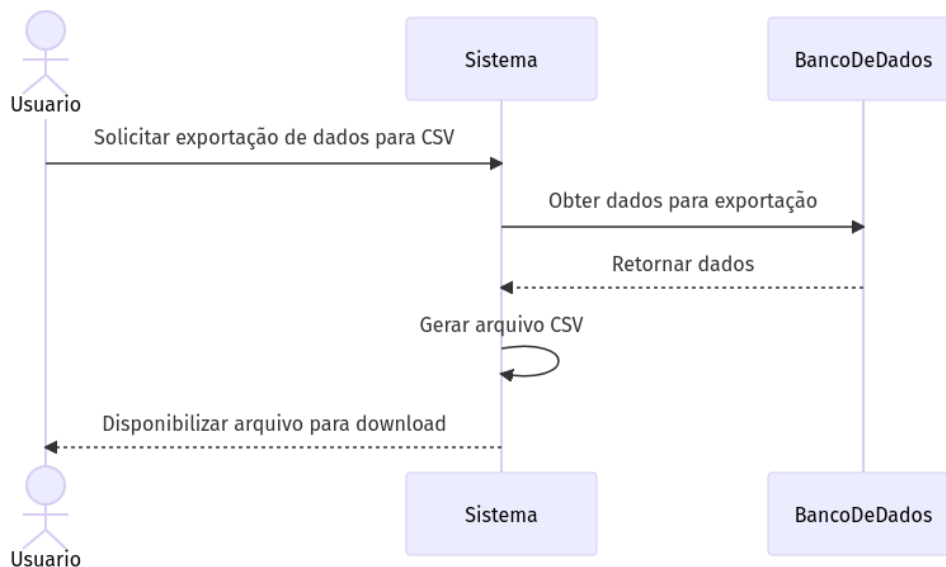 Usuario
Sistema
BancoDeDados
Solicitar exportação de dados para CSV
Obter dados para exportação
Retornar dados
Gerar arquivo CSV
Disponibilizar arquivo para download
Usuario
Sistema
BancoDeDados